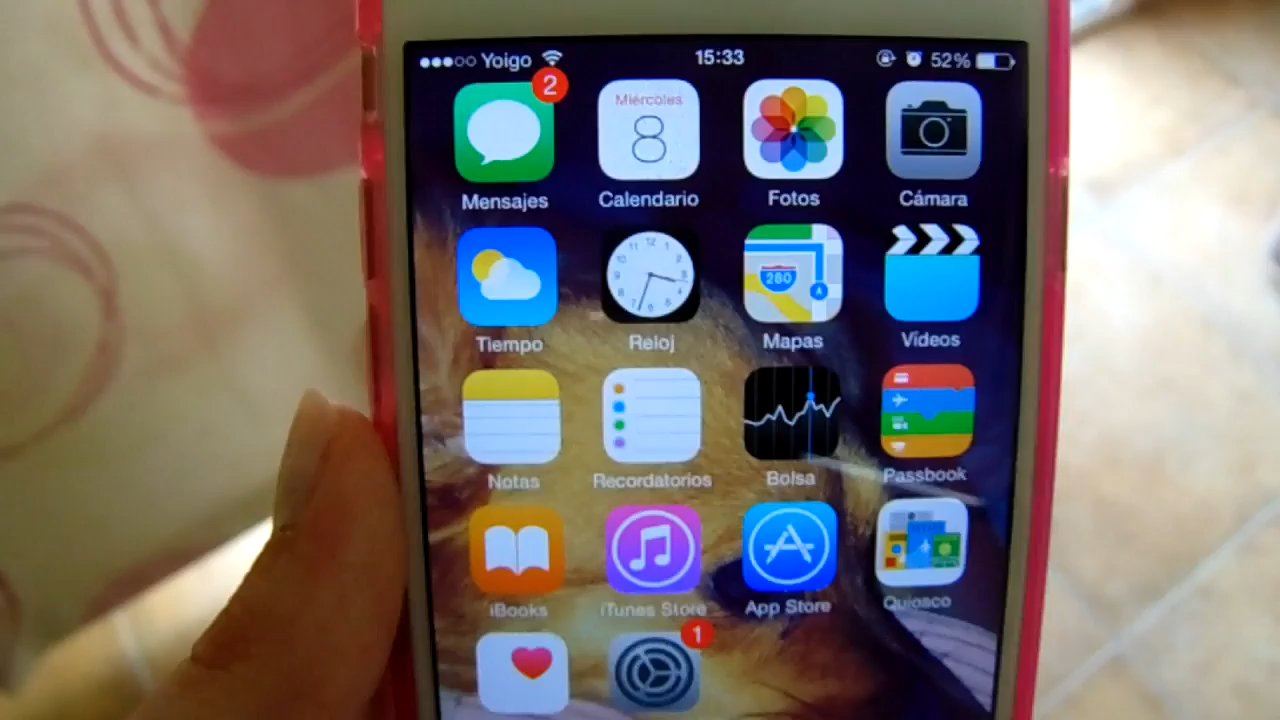 Yoigo 15:33 52%
2
Miércoles
8
Mensajes Calendario Fotos Cámara
12
280
Tiempo Reloj Mapas Vídeos
Notas Recordatorios Bolsa Passbook
iBooks iTunes Store App Store Quiosco
1